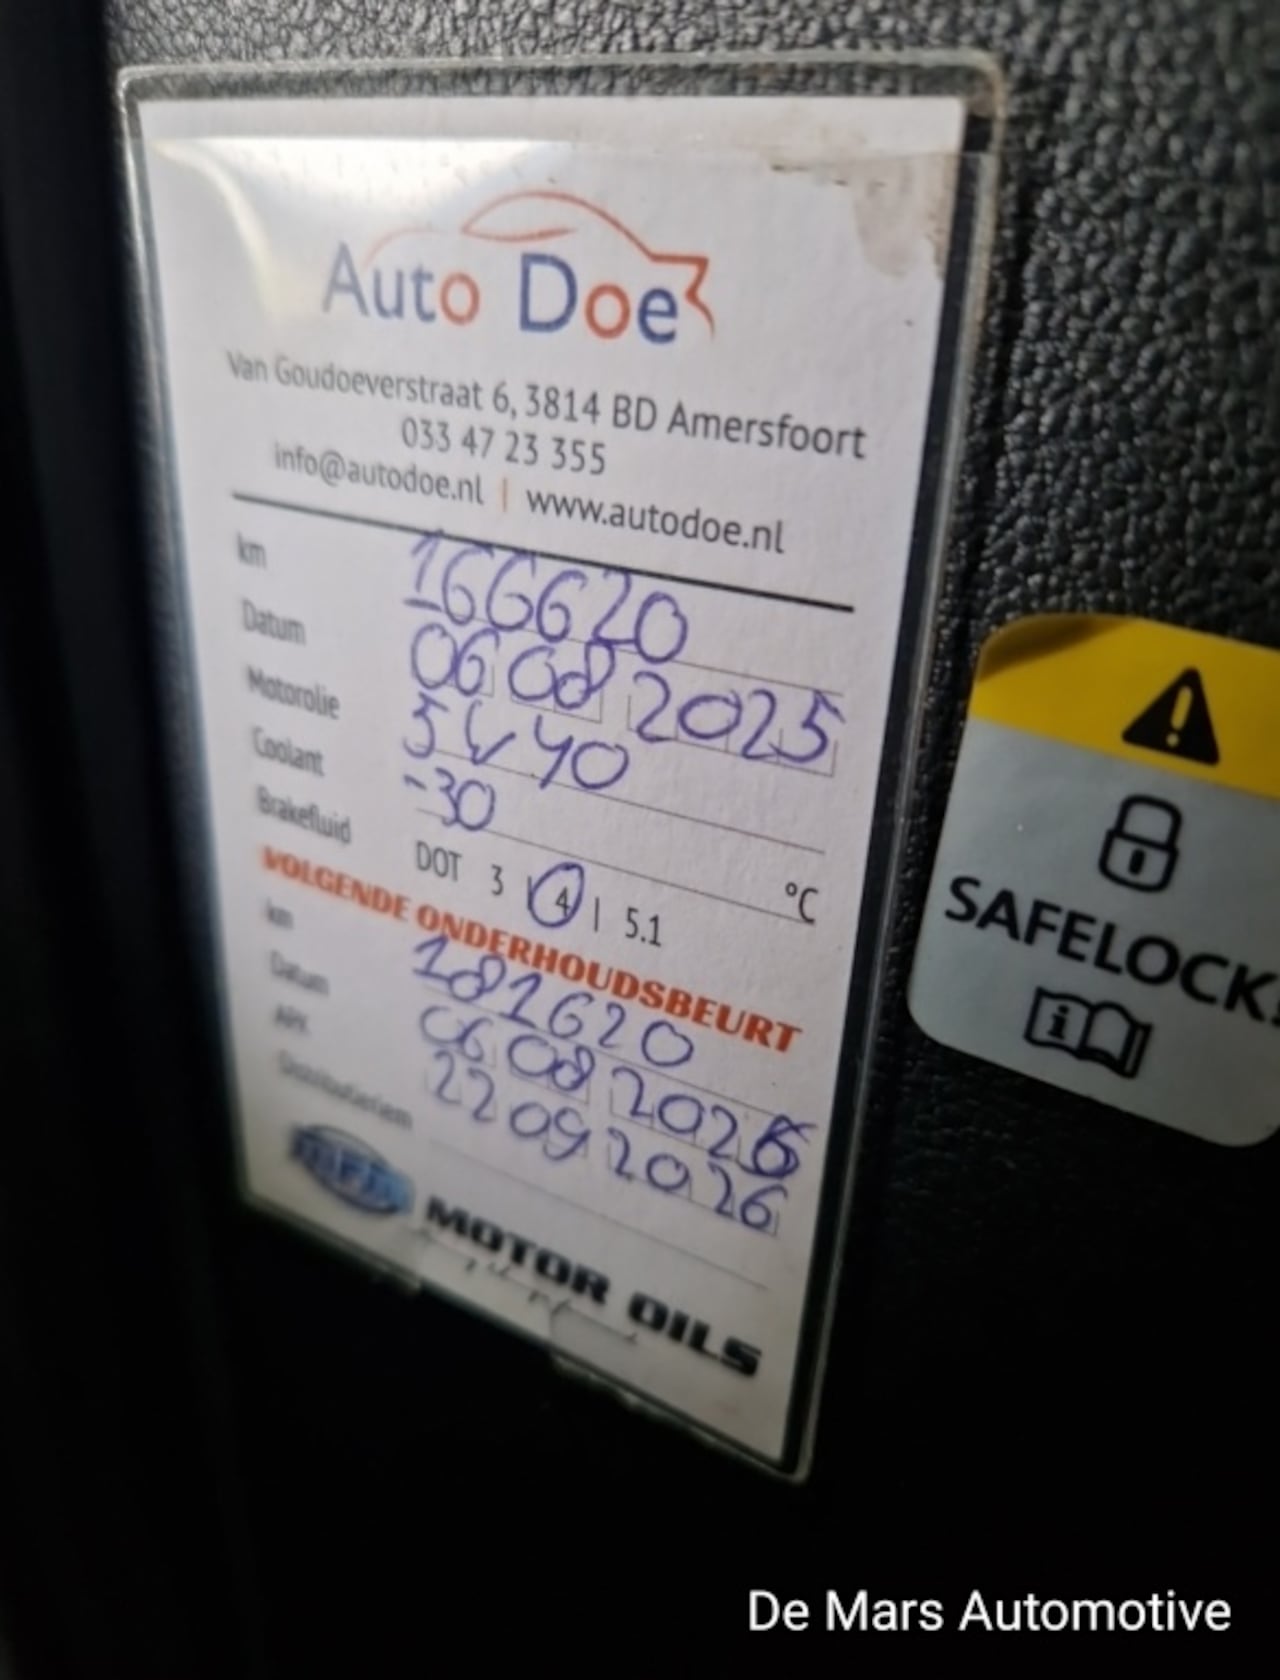 Auto Doe
Van Goudoeverstraat 6, 3814 BD Amersfoort
033 47 23 355
info@autodoe.nl | www.autodoe.nl
km 166620
Datum 06 08 2025
Motorolie 5W40
Coolant -30 °C
Brakefluid DOT 3 | 4 | 5.1
VOLGENDE ONDERHOUDSBEURT
km 181620
Datum 06 08 2026
APK 22 09 2026
Distributieriem
MOTOR OILS
SAFELOCK
De Mars Automotive